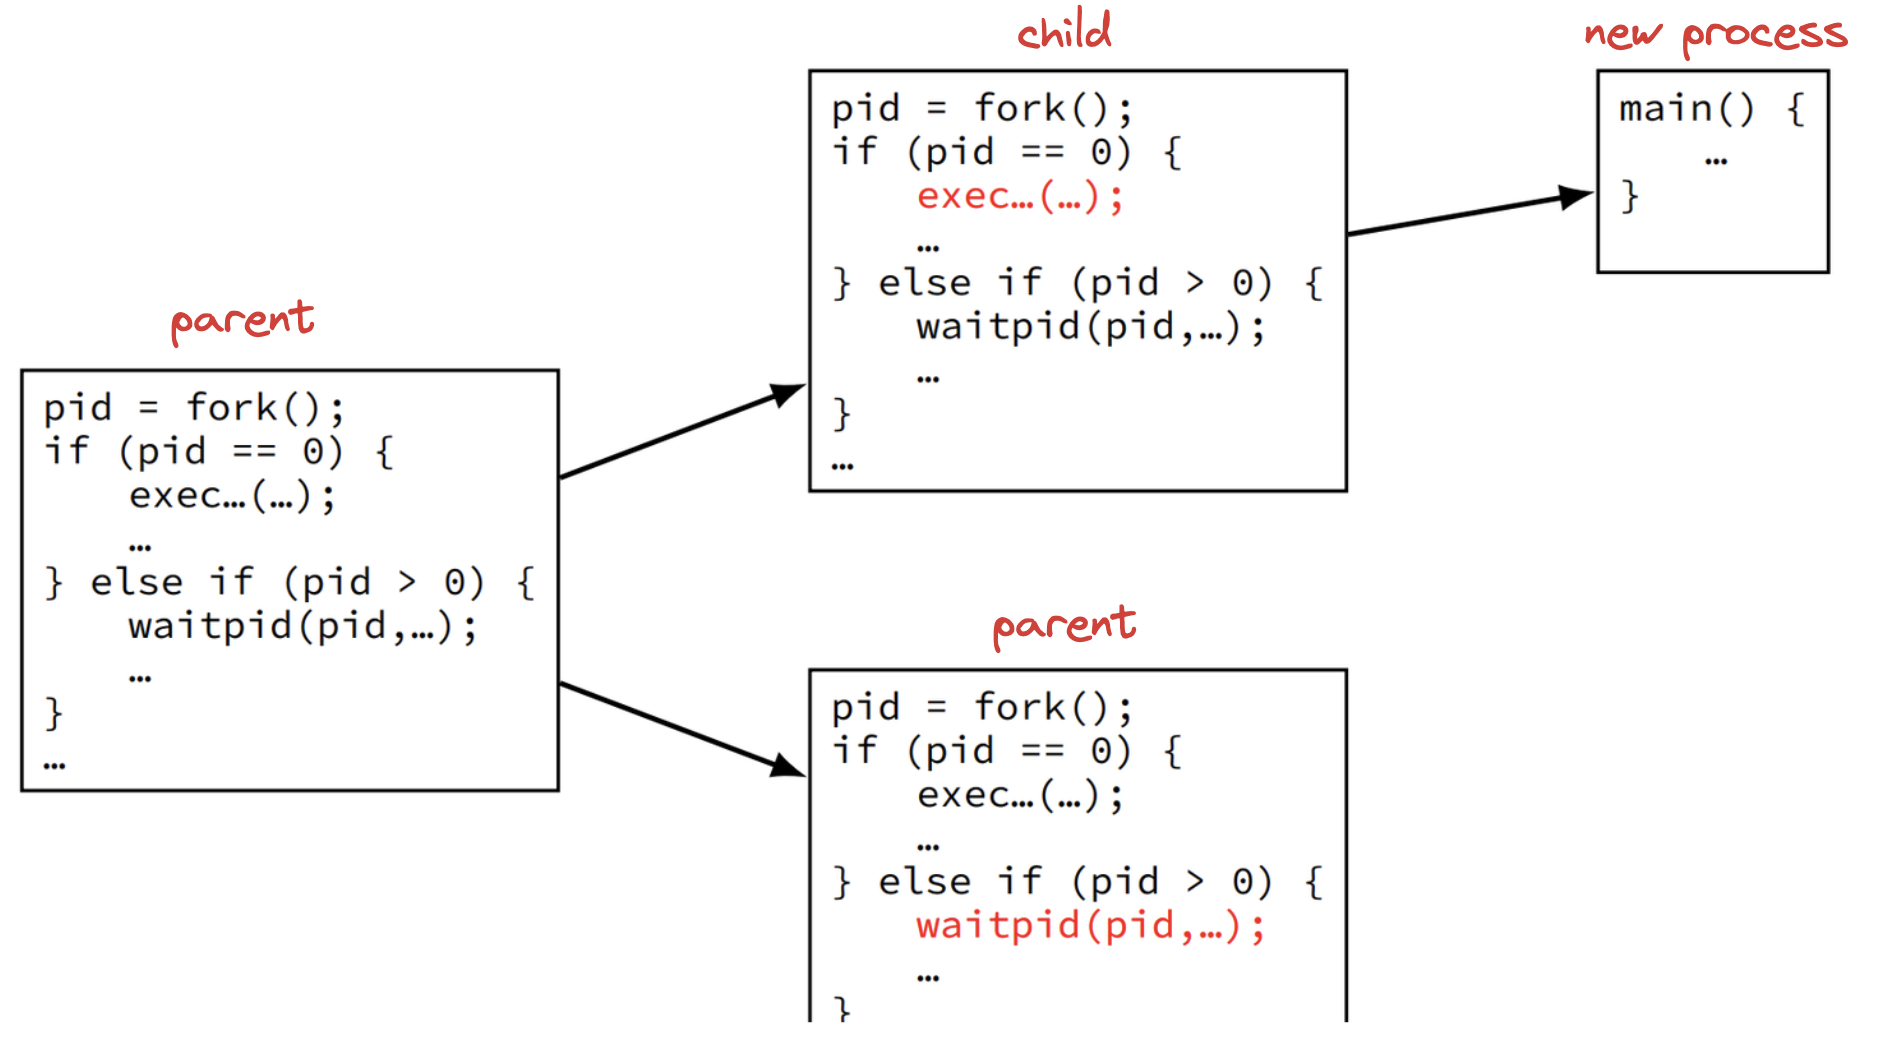 parent
pid = fork();
if (pid == 0) {
exec…(…);
…
} else if (pid > 0) {
waitpid(pid,…);
…
}
…
child
pid = fork();
if (pid == 0) {
exec…(…);
…
} else if (pid > 0) {
waitpid(pid,…);
…
}
…
new process
main() {
…
}
parent
pid = fork();
if (pid == 0) {
exec…(…);
…
} else if (pid > 0) {
waitpid(pid,…);
…
}